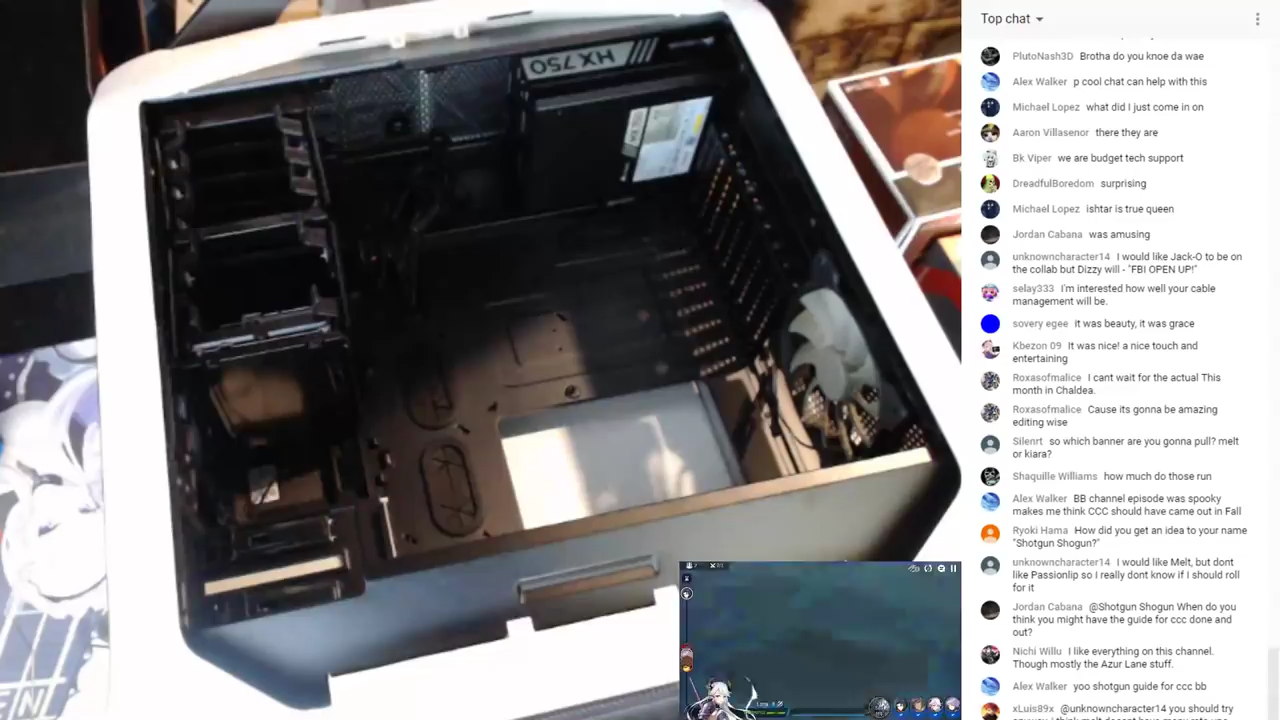 Top chat
PlutoNash3D Brotha do you knoe da wae
Alex Walker p cool chat can help with this
Michael Lopez what did I just come in on
Aaron Villasenor there they are
Bk Viper we are budget tech support
DreadfulBoredom surprising
Michael Lopez ishtar is true queen
Jordan Cabana was amusing
unknowncharacter14 I would like Jack-O to be on
the collab but Dizzy will - "FBI OPEN UP!"
selay333 I'm interested how well your cable
management will be.
sovery egee it was beauty, it was grace
Kbezon 09 It was nice! a nice touch and
entertaining
Roxasofmalice I cant wait for the actual This
month in Chaldea.
Roxasofmalice Cause its gonna be amazing
editing wise
Silenrt so which banner are you gonna pull? melt
or kiara?
Shaquille Williams how much do those run
Alex Walker BB channel episode was spooky
makes me think CCC should have came out in Fall
Ryoki Hama How did you get an idea to your name
"Shotgun Shogun?"
unknowncharacter14 I would like Melt, but dont
like Passionlip so I really dont know if I should roll
for it
Jordan Cabana @Shotgun Shogun When do you
think you might have the guide for ccc done and
out?
Nichi Willu I like everything on this channel.
Though mostly the Azur Lane stuff.
Alex Walker yoo shotgun guide for ccc bb
xLuis89x @unknowncharacter14 you should try
HX750